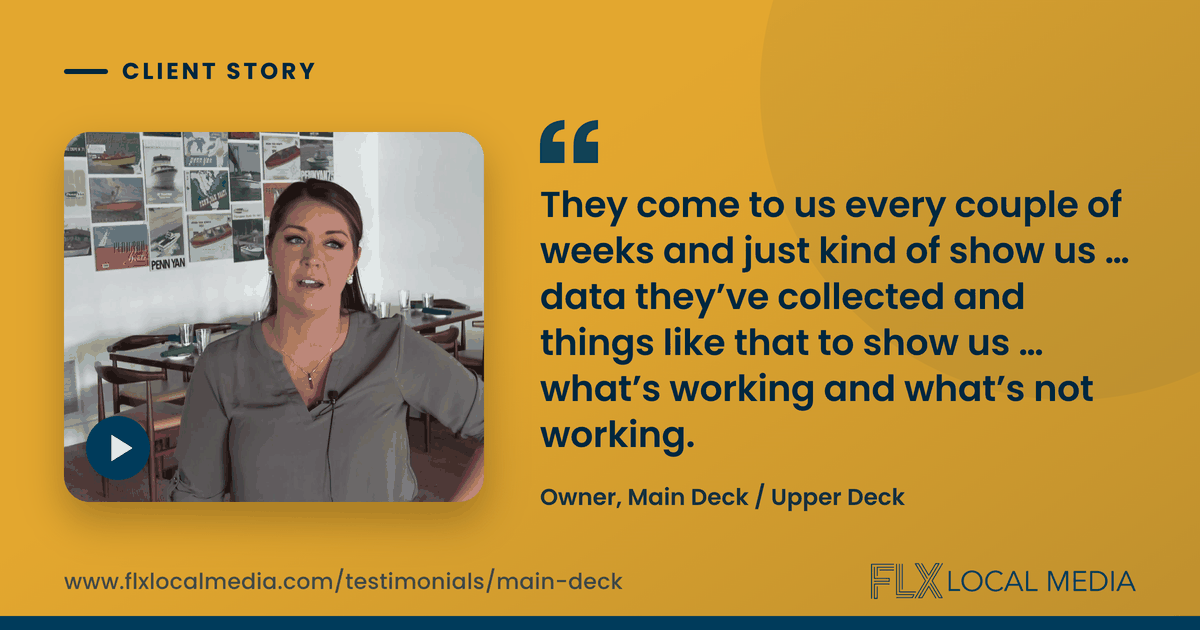 CLIENT STORY
“
They come to us every couple of
weeks and just kind of show us ...
data they’ve collected and
things like that to show us ...
what’s working and what’s not
working.
Owner, Main Deck / Upper Deck
PENN YAN
www.flxlocalmedia.com/testimonials/main-deck
FLX LOCAL MEDIA